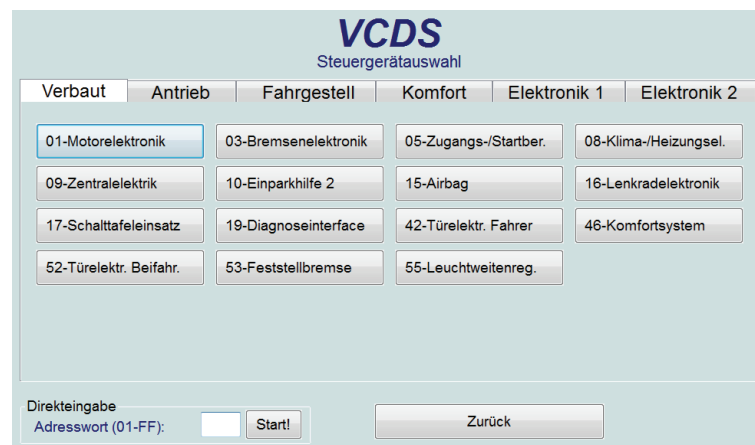 VCDS
Steuergerätauswahl
Verbaut Antrieb Fahrgestell Komfort Elektronik 1 Elektronik 2
01-Motorelektronik 03-Bremsenelektronik 05-Zugangs-/Startber. 08-Klima-/Heizungsel.
09-Zentralelektrik 10-Einparkhilfe 2 15-Airbag 16-Lenkradelektronik
17-Schalttafeleinsatz 19-Diagnoseinterface 42-Türelektr. Fahrer 46-Komfortsystem
52-Türelektr. Beifahr. 53-Feststellbremse 55-Leuchtweitenreg.
Direkteingabe
Adresswort (01-FF): Start! Zurück